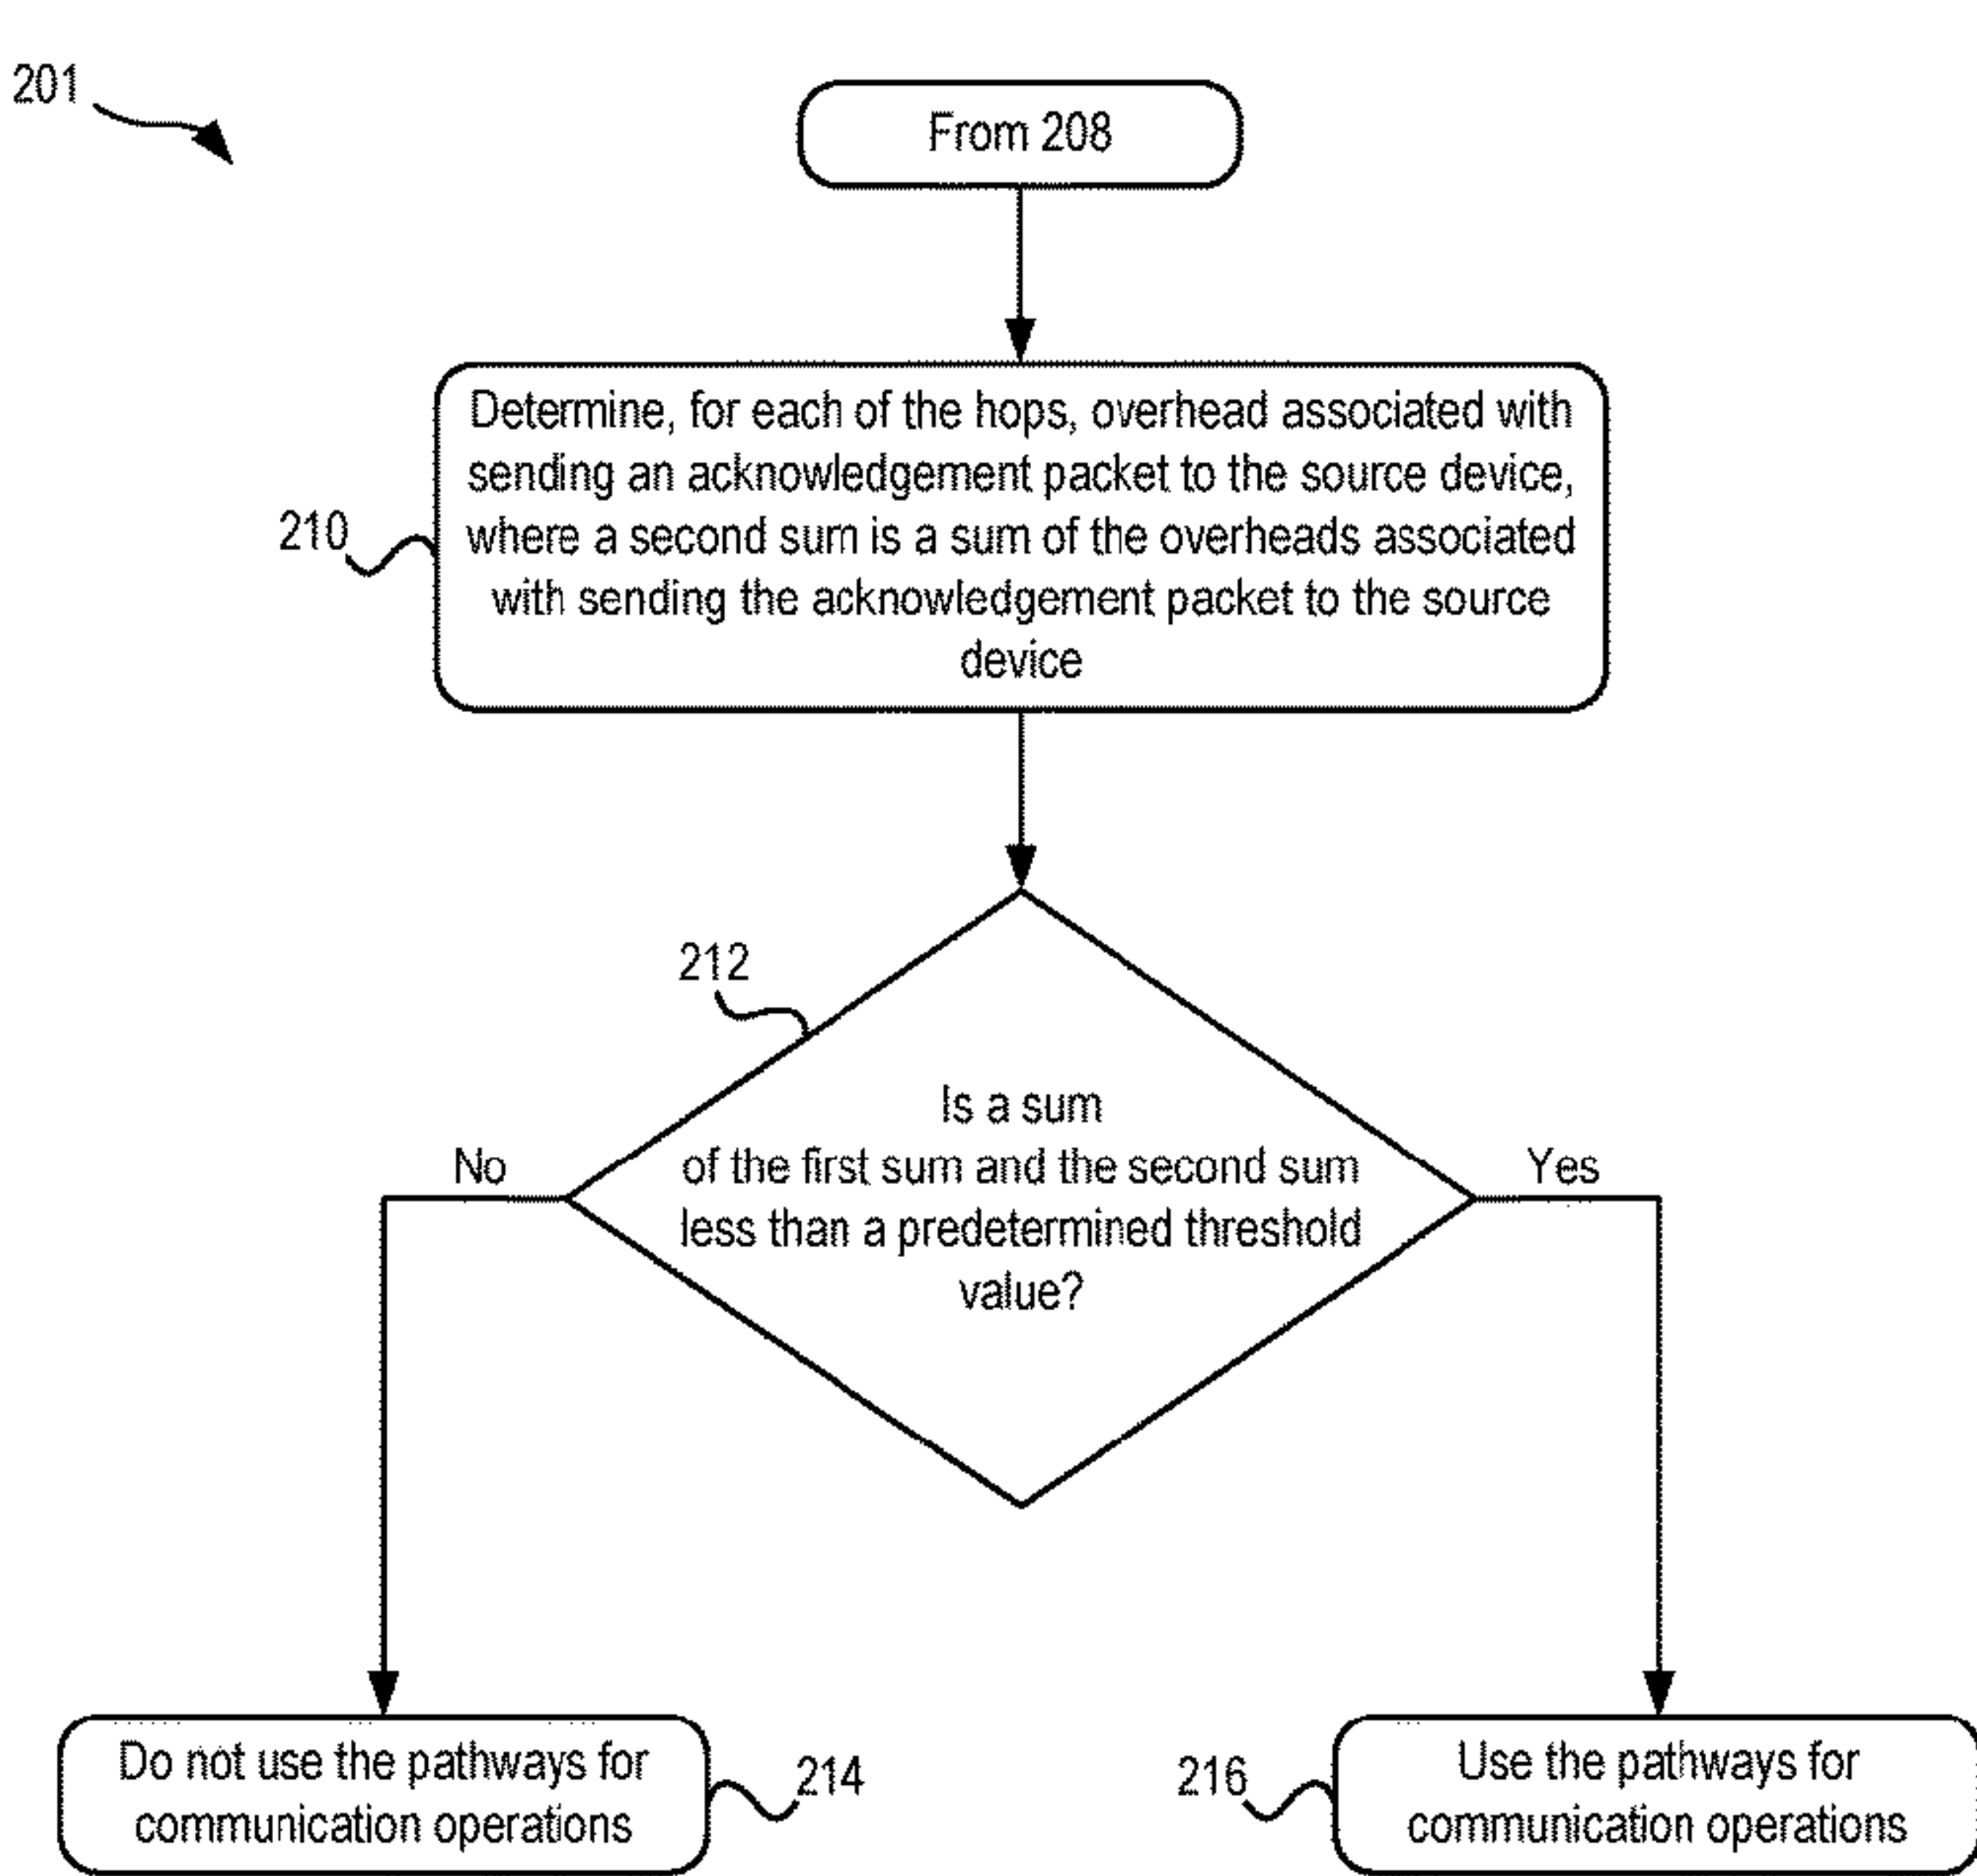 201
From 208
Determine, for each of the hops, overhead associated with
sending an acknowledgement packet to the source device,
where a second sum is a sum of the overheads associated
with sending the acknowledgement packet to the source
device
210
212
Is a sum
of the first sum and the second sum
less than a predetermined threshold
value?
No
Yes
Do not use the pathways for
communication operations
214
216
Use the pathways for
communication operations